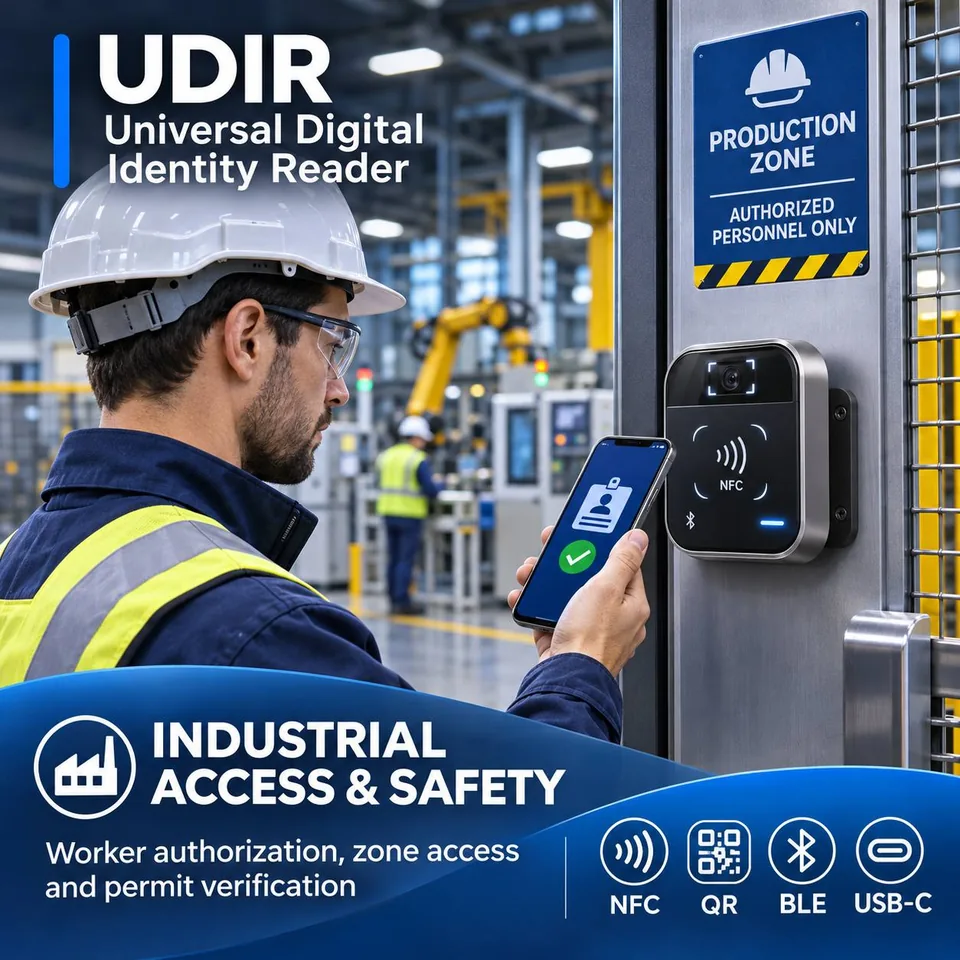 UDIR
Universal Digital
Identity Reader
PRODUCTION
ZONE
AUTHORIZED
PERSONNEL ONLY
NFC
INDUSTRIAL
ACCESS & SAFETY
Worker authorization, zone access
and permit verification
NFC
QR
BLE
USB-C